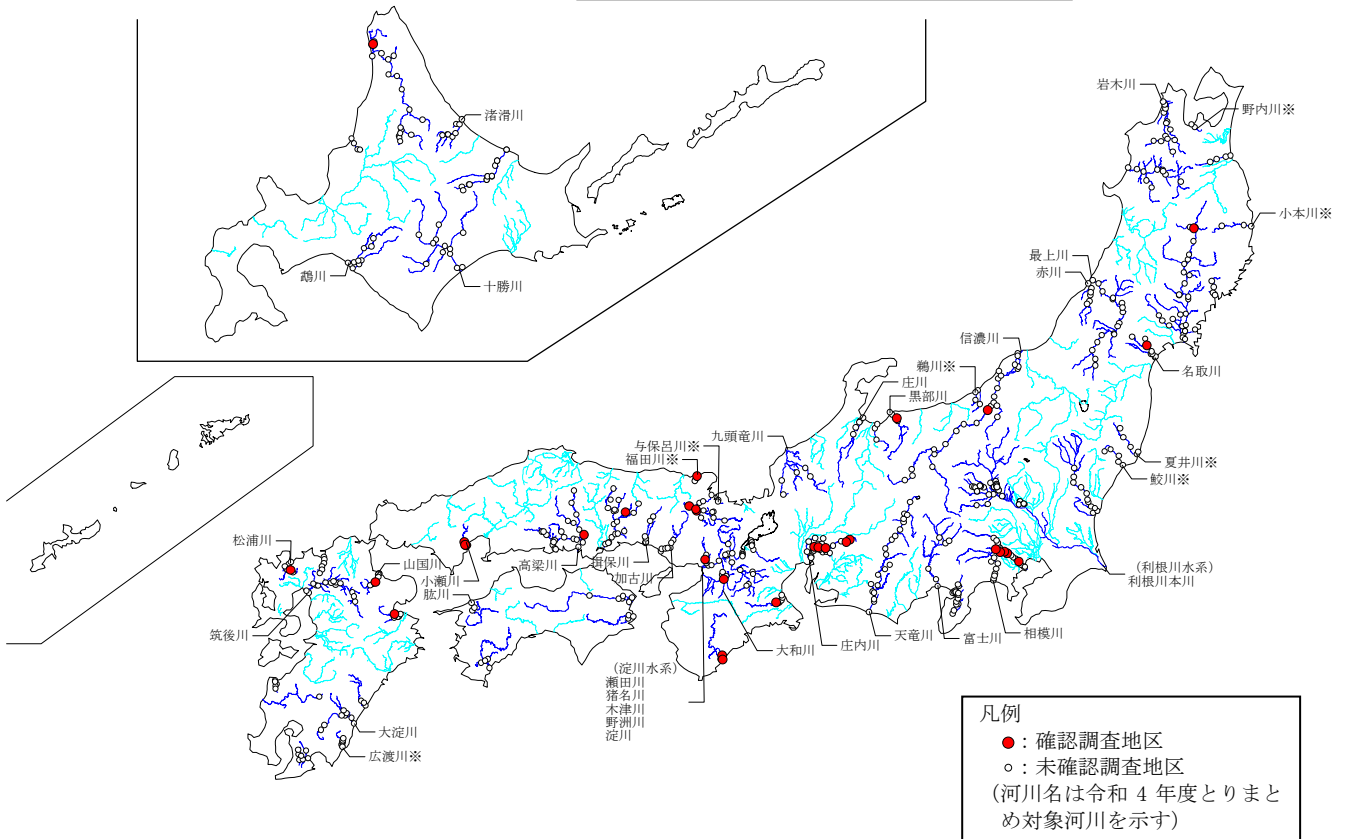 渚滑川
鵡川
十勝川
岩木川
野内川※
小本川※
最上川
赤川
信濃川
鵜川※
名取川
庄川
黒部川
九頭竜川
与保呂川※
福田川※
夏井川※
鮫川※
松浦川
山国川
小瀬川
肱川
高梁川
揖保川
加古川
(利根川水系)
利根川本川
筑後川
大和川
庄内川
天竜川
富士川
相模川
(淀川水系)
瀬田川
猪名川
木津川
野洲川
淀川
大淀川
広渡川※
凡例
●：確認調査地区
○：未確認調査地区
(河川名は令和 4 年度とりまと
め対象河川を示す)